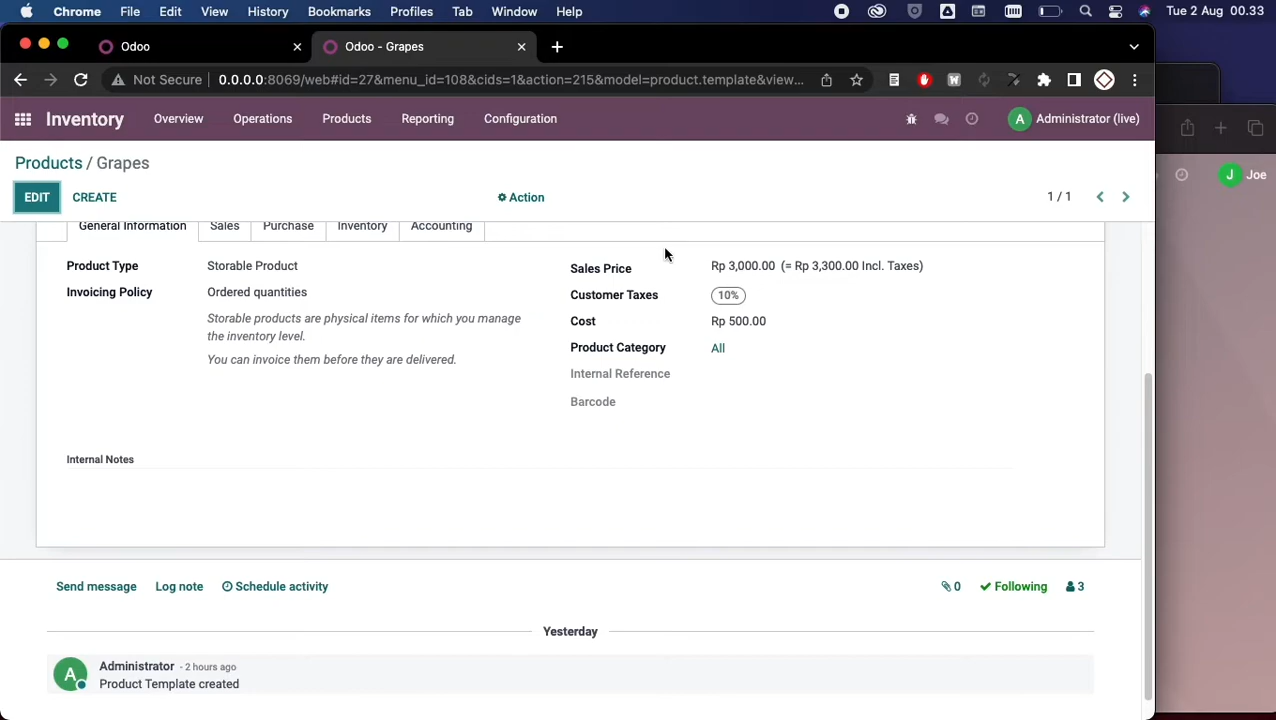 Chrome File Edit View History Bookmarks Profiles Tab Window Help Tue 2 Aug 00.33
Odoo
Odoo - Grapes
Not Secure 0.0.0.0:8069/web#id=27&menu_id=108&cids=1&action=215&model=product.template&view...
Inventory Overview Operations Products Reporting Configuration A Administrator (live)
J Joe
Products / Grapes
EDIT CREATE Action 1 / 1
General Information Sales Purchase Inventory Accounting
Product Type Storable Product
Invoicing Policy Ordered quantities
Storable products are physical items for which you manage
the inventory level.
You can invoice them before they are delivered.
Sales Price Rp 3,000.00 (= Rp 3,300.00 Incl. Taxes)
Customer Taxes 10%
Cost Rp 500.00
Product Category All
Internal Reference
Barcode
Internal Notes
Send message Log note Schedule activity 0 Following 3
Yesterday
A Administrator - 2 hours ago
Product Template created